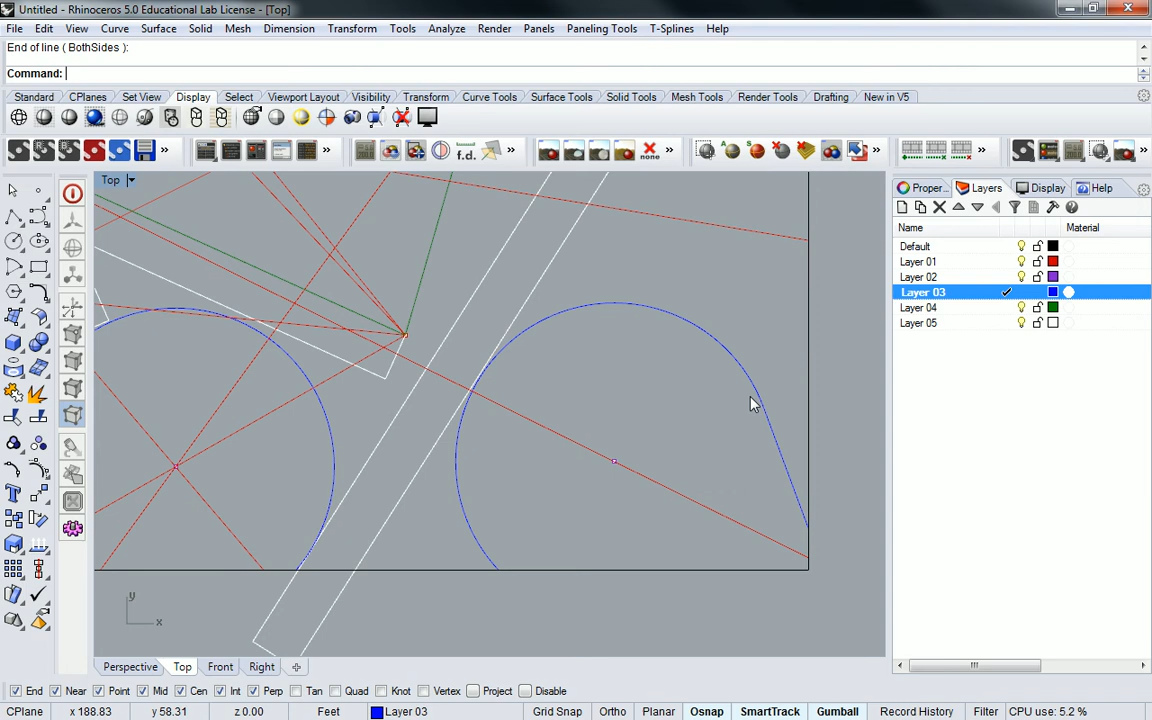 Untitled - Rhinoceros 5.0 Educational Lab License - [Top]
File Edit View Curve Surface Solid Mesh Dimension Transform Tools Analyze Render Panels Paneling Tools T-Splines Help
End of line ( BothSides ):
Command:
Standard CPlanes Set View Display Select Viewport Layout Visibility Transform Curve Tools Surface Tools Solid Tools Mesh Tools Render Tools Drafting New in V5
f.d. none
Top
Proper... Layers Display Help
Name Material
Default
Layer 01
Layer 02
Layer 03
Layer 04
Layer 05
y
x
Perspective Top Front Right
End Near Point Mid Cen Int Perp Tan Quad Knot Vertex Project Disable
CPlane x 188.83 y 58.31 z 0.00 Feet Layer 03 Grid Snap Ortho Planar Osnap SmartTrack Gumball Record History Filter CPU use: 5.2 %